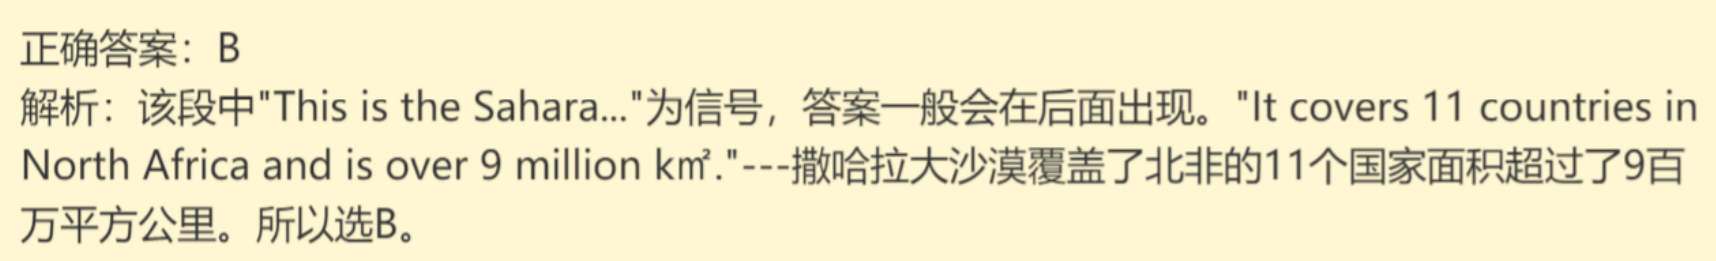 正确答案：B
解析：该段中"This is the Sahara..."为信号，答案一般会在后面出现。"It covers 11 countries in
North Africa and is over 9 million k㎡."---撒哈拉大沙漠覆盖了北非的11个国家面积超过了9百
万平方公里。所以选B。